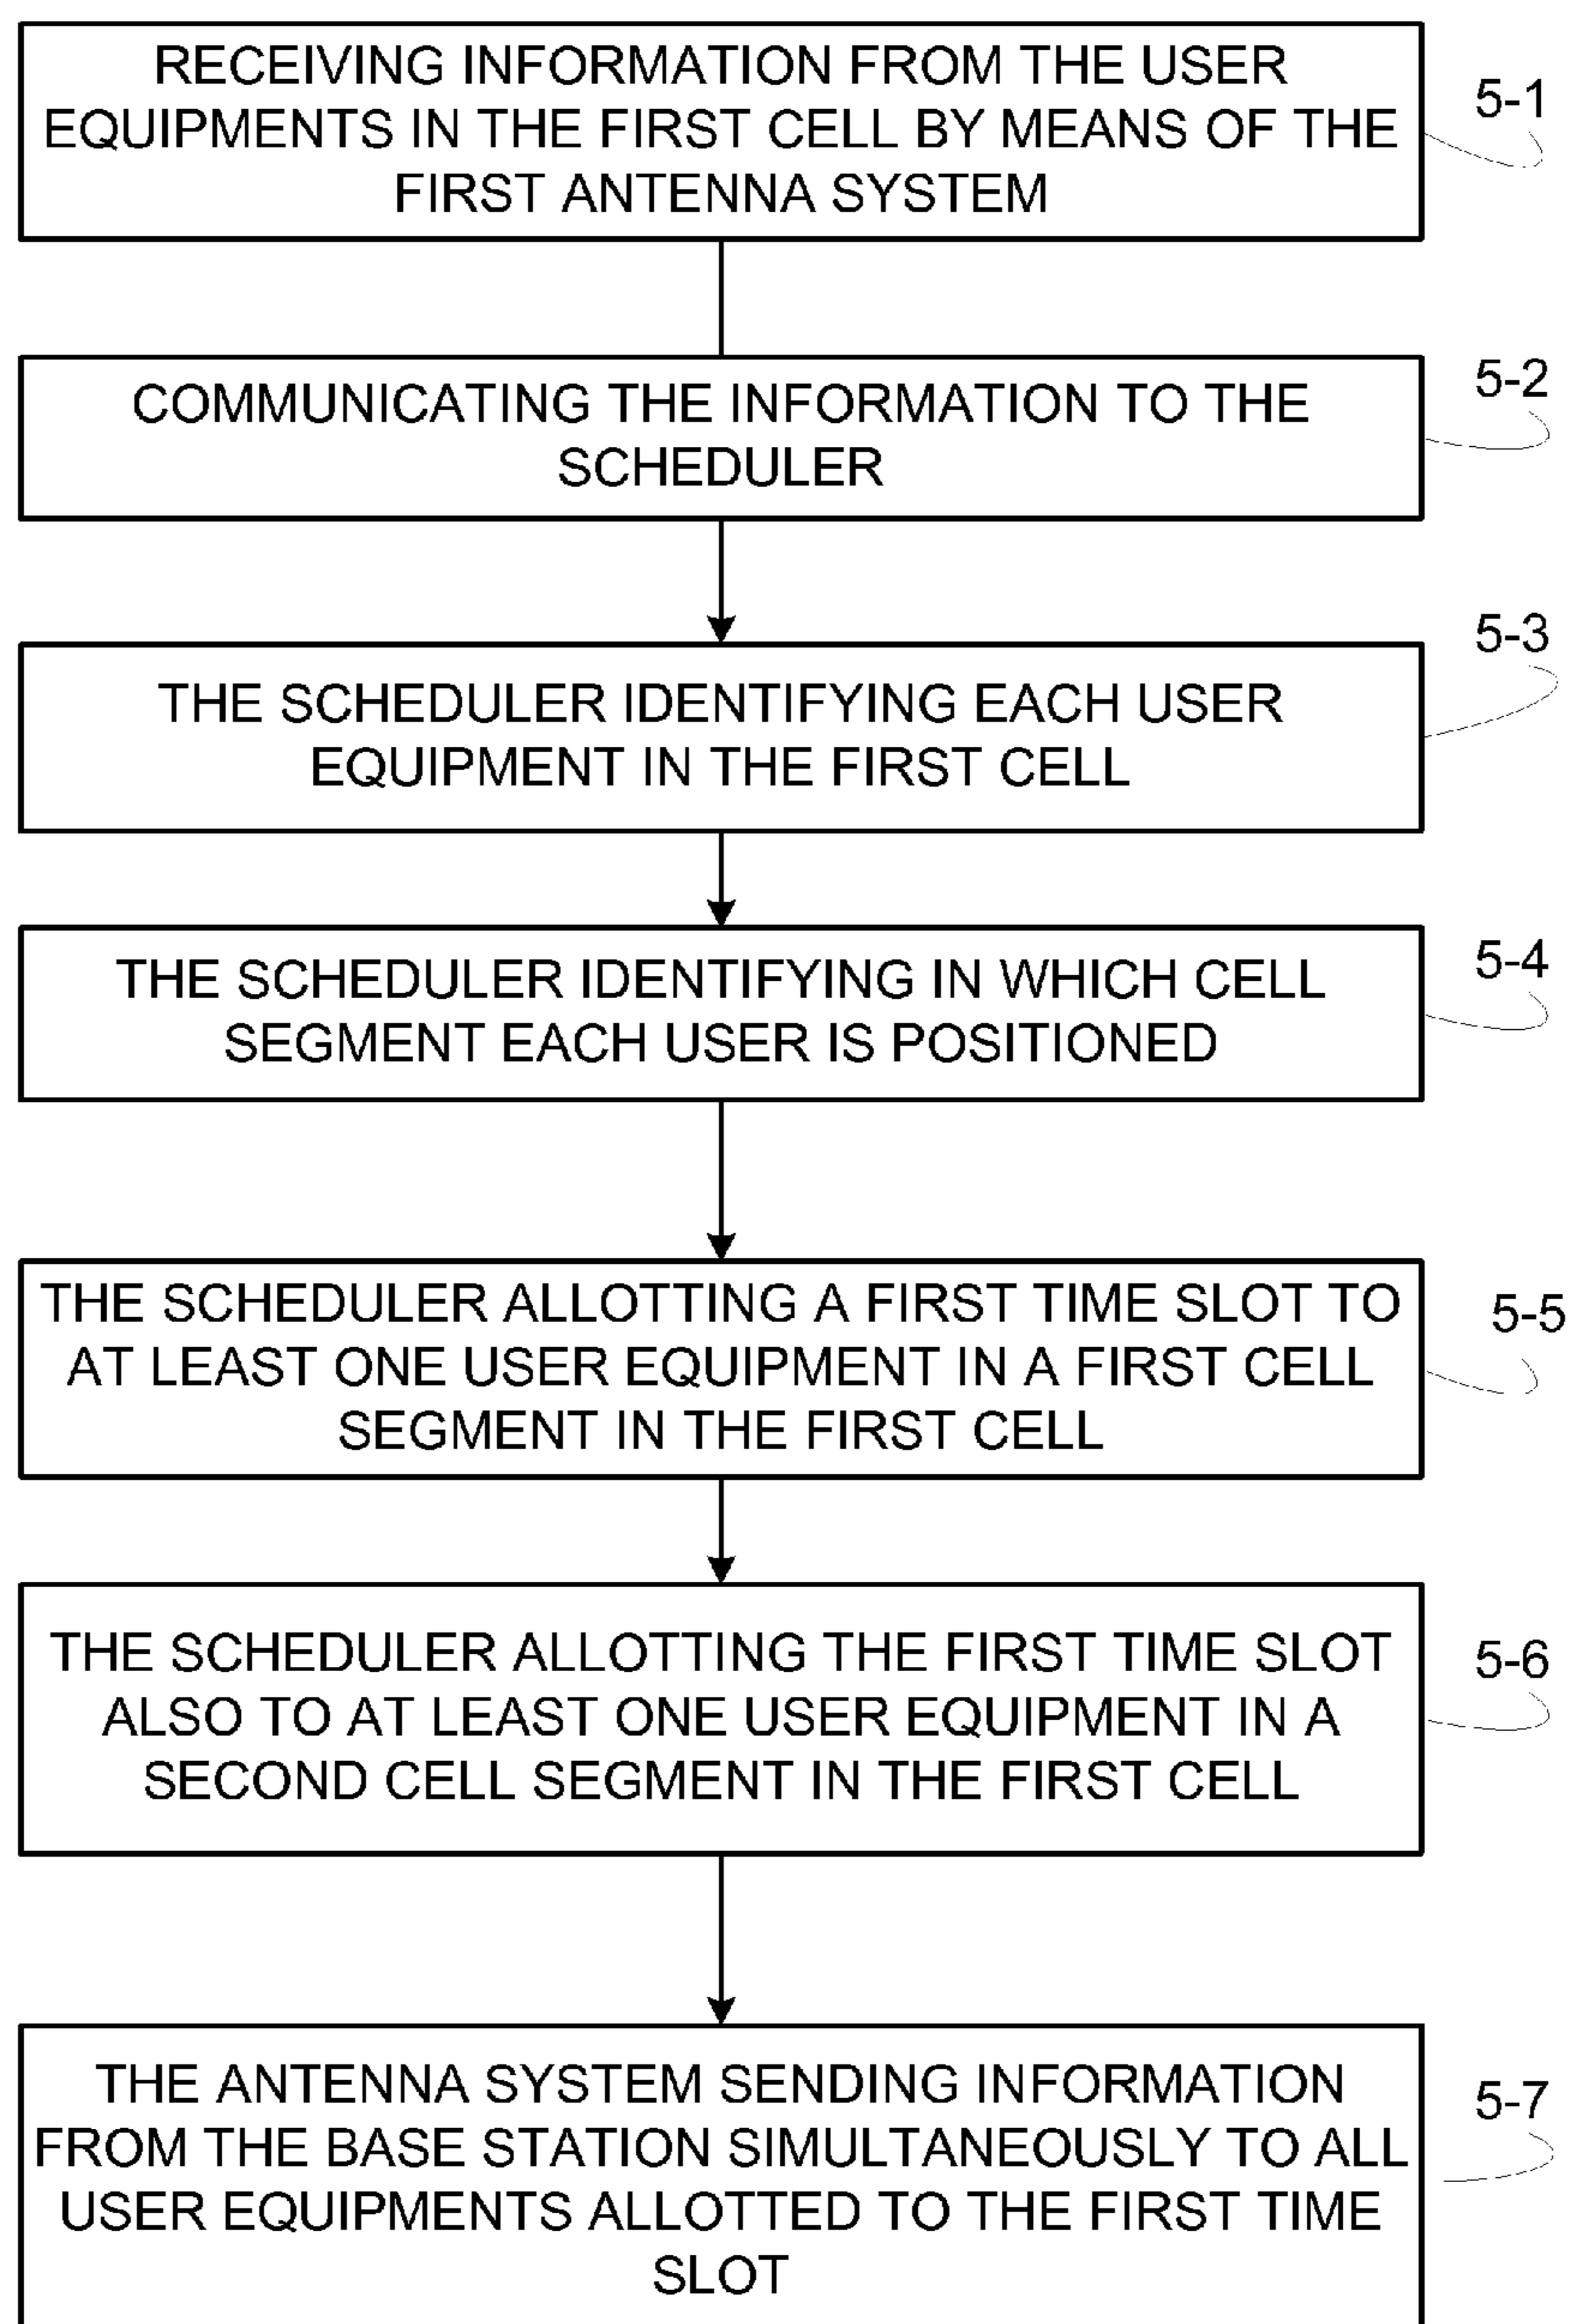 RECEIVING INFORMATION FROM THE USER
EQUIPMENTS IN THE FIRST CELL BY MEANS OF THE
FIRST ANTENNA SYSTEM
5-1
COMMUNICATING THE INFORMATION TO THE
SCHEDULER
5-2
THE SCHEDULER IDENTIFYING EACH USER
EQUIPMENT IN THE FIRST CELL
5-3
THE SCHEDULER IDENTIFYING IN WHICH CELL
SEGMENT EACH USER IS POSITIONED
5-4
THE SCHEDULER ALLOTTING A FIRST TIME SLOT TO
AT LEAST ONE USER EQUIPMENT IN A FIRST CELL
SEGMENT IN THE FIRST CELL
5-5
THE SCHEDULER ALLOTTING THE FIRST TIME SLOT
ALSO TO AT LEAST ONE USER EQUIPMENT IN A
SECOND CELL SEGMENT IN THE FIRST CELL
5-6
THE ANTENNA SYSTEM SENDING INFORMATION
FROM THE BASE STATION SIMULTANEOUSLY TO ALL
USER EQUIPMENTS ALLOTTED TO THE FIRST TIME
SLOT
5-7